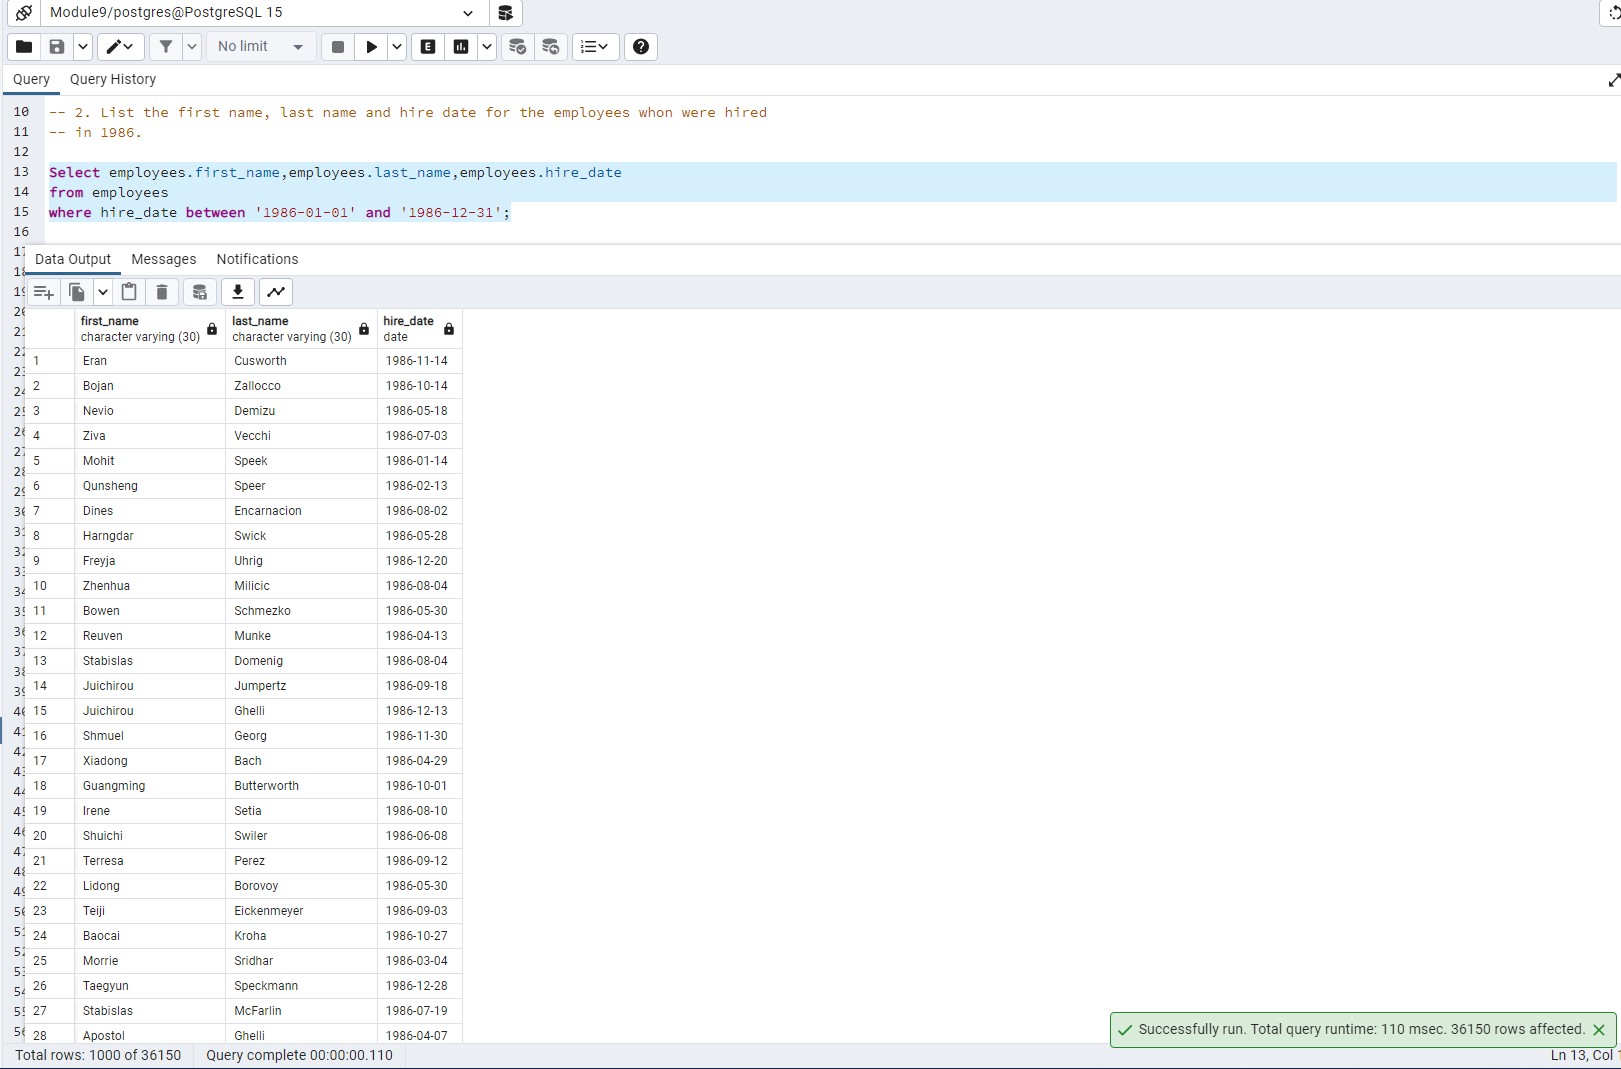 Module9/postgres@PostgreSQL 15
No limit
E
Query Query History
10 -- 2. List the first name, last name and hire date for the employees whon were hired
11 -- in 1986.
12
13 Select employees.first_name,employees.last_name,employees.hire_date
14 from employees
15 where hire_date between '1986-01-01' and '1986-12-31';
16
Data Output Messages Notifications
first_name last_name hire_date
character varying (30) character varying (30) date
1 Eran Cusworth 1986-11-14
2 Bojan Zallocco 1986-10-14
3 Nevio Demizu 1986-05-18
4 Ziva Vecchi 1986-07-03
5 Mohit Speek 1986-01-14
6 Qunsheng Speer 1986-02-13
7 Dines Encarnacion 1986-08-02
8 Harngdar Swick 1986-05-28
9 Freyja Uhrig 1986-12-20
10 Zhenhua Milicic 1986-08-04
11 Bowen Schmezko 1986-05-30
12 Reuven Munke 1986-04-13
13 Stabislas Domenig 1986-08-04
14 Juichirou Jumpertz 1986-09-18
15 Juichirou Ghelli 1986-12-13
16 Shmuel Georg 1986-11-30
17 Xiadong Bach 1986-04-29
18 Guangming Butterworth 1986-10-01
19 Irene Setia 1986-08-10
20 Shuichi Swiler 1986-06-08
21 Terresa Perez 1986-09-12
22 Lidong Borovoy 1986-05-30
23 Teiji Eickenmeyer 1986-09-03
24 Baocai Kroha 1986-10-27
25 Morrie Sridhar 1986-03-04
26 Taegyun Speckmann 1986-12-28
27 Stabislas McFarlin 1986-07-19
28 Apostol Ghelli 1986-04-07
Successfully run. Total query runtime: 110 msec. 36150 rows affected.
Total rows: 1000 of 36150 Query complete 00:00:00.110 Ln 13, Col